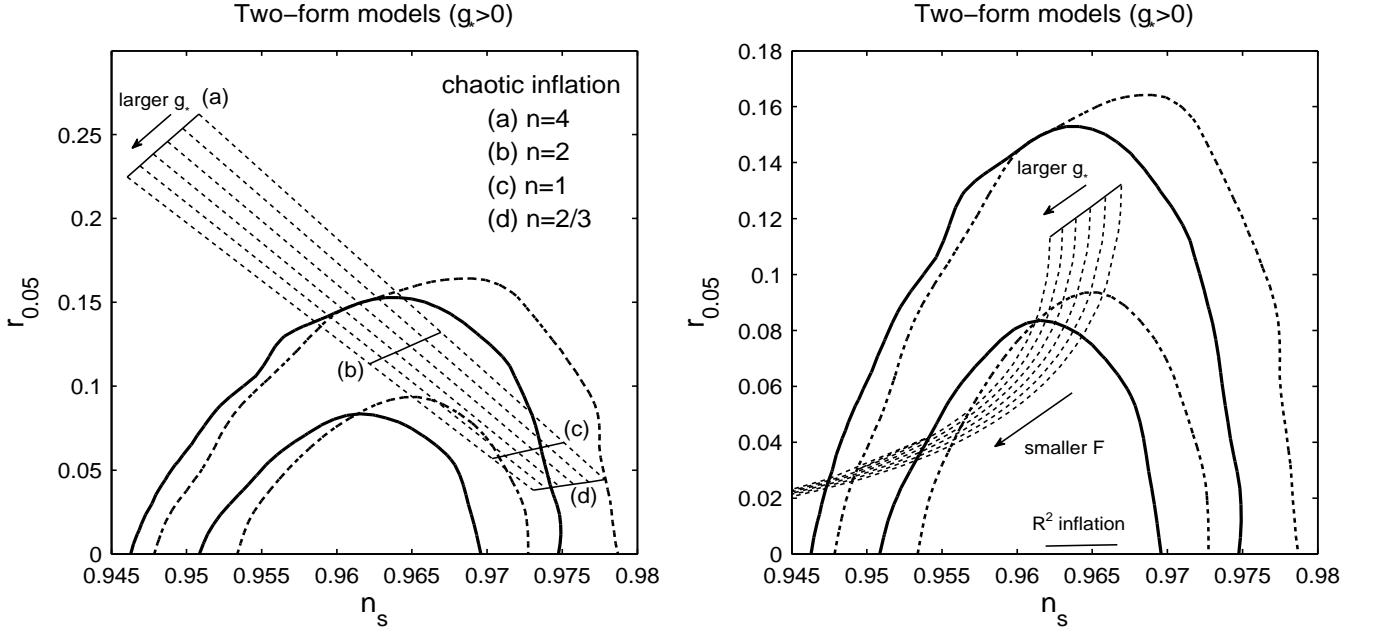 Two-form models (g*>0)
0.25
0.2
0.15
0.1
0.05
0
r0.05
0.945
0.95
0.955
0.96
0.965
0.97
0.975
0.98
ns
larger g*
(a)
chaotic inflation
(a) n=4
(b) n=2
(c) n=1
(d) n=2/3
(b)
(c)
(d)
Two-form models (g*>0)
0.18
0.16
0.14
0.12
0.1
0.08
0.06
0.04
0.02
0
r0.05
0.945
0.95
0.955
0.96
0.965
0.97
0.975
0.98
ns
larger g*
smaller F
R² inflation